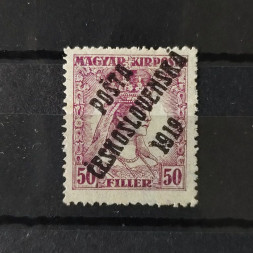 MAGYAR KIR POSTA
POŠTA
ČESKOSLOVENSKÁ
1919
50 FILLÉR 50